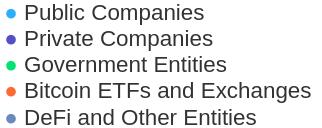 Public Companies
Private Companies
Government Entities
Bitcoin ETFs and Exchanges
DeFi and Other Entities